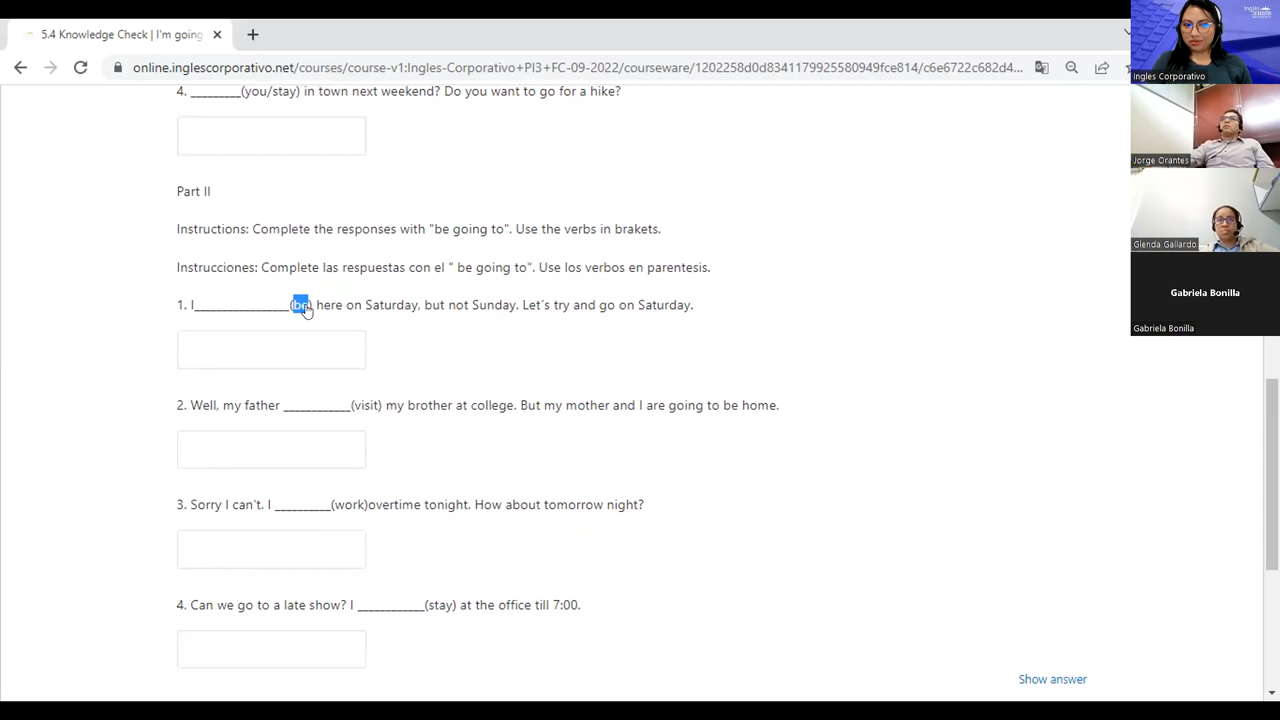 5.4 Knowledge Check | I'm going
online.inglescorporativo.net/courses/course-v1:Ingles-Corporativo+PI3+FC-09-2022/courseware/1202258d0d8341179925580949fce814/c6e6722c682d4...
4. _________(you/stay) in town next weekend? Do you want to go for a hike?
Part II
Instructions: Complete the responses with "be going to". Use the verbs in brakets.
Instrucciones: Complete las respuestas con el " be going to". Use los verbos en parentesis.
1. I_________________(be) here on Saturday, but not Sunday. Let´s try and go on Saturday.
2. Well, my father ____________(visit) my brother at college. But my mother and I are going to be home.
3. Sorry I can't. I __________(work)overtime tonight. How about tomorrow night?
4. Can we go to a late show? I ____________(stay) at the office till 7:00.
Show answer
Ingles Corporativo
Jorge Orantes
Glenda Gallardo
Gabriela Bonilla
Gabriela Bonilla